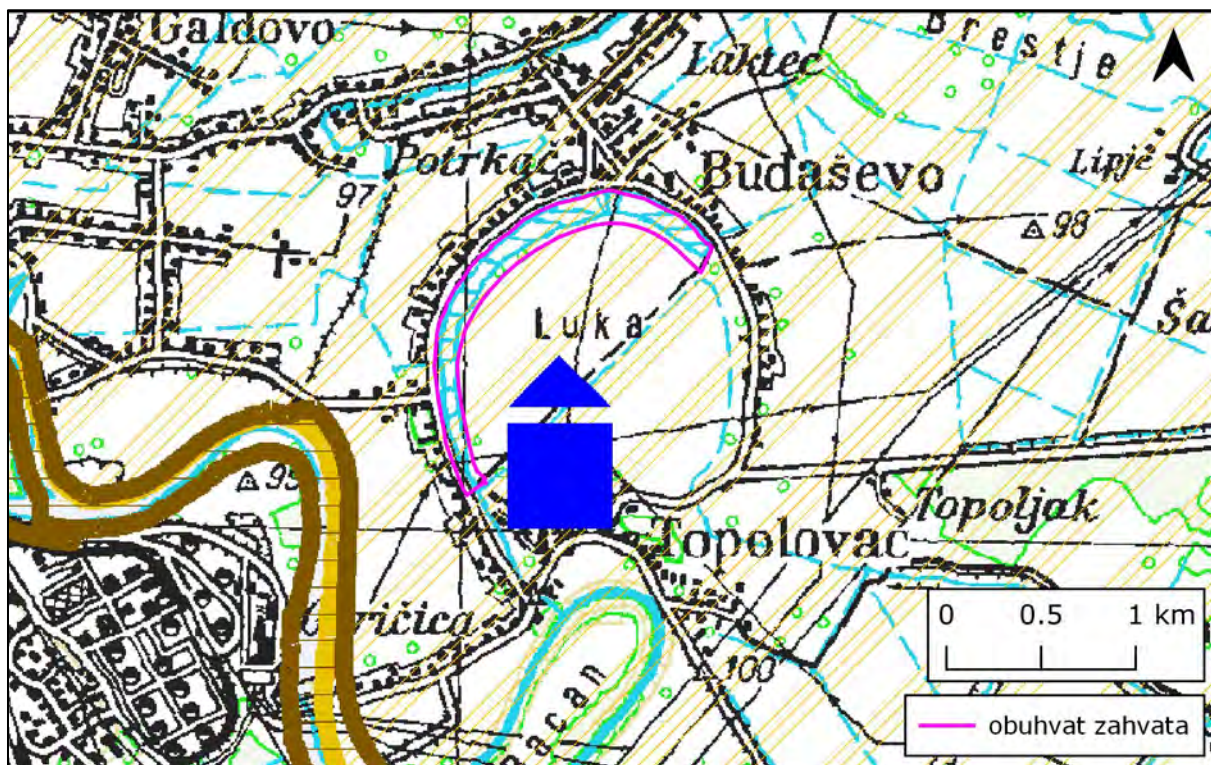 Galdovo
Brestje
Laktec
Potrkač
Budaševo
Lipje
97
98
Luka
Ša
95
Topoljak
Topolovac
100
0 0.5 1 km
obuhvat zahvata